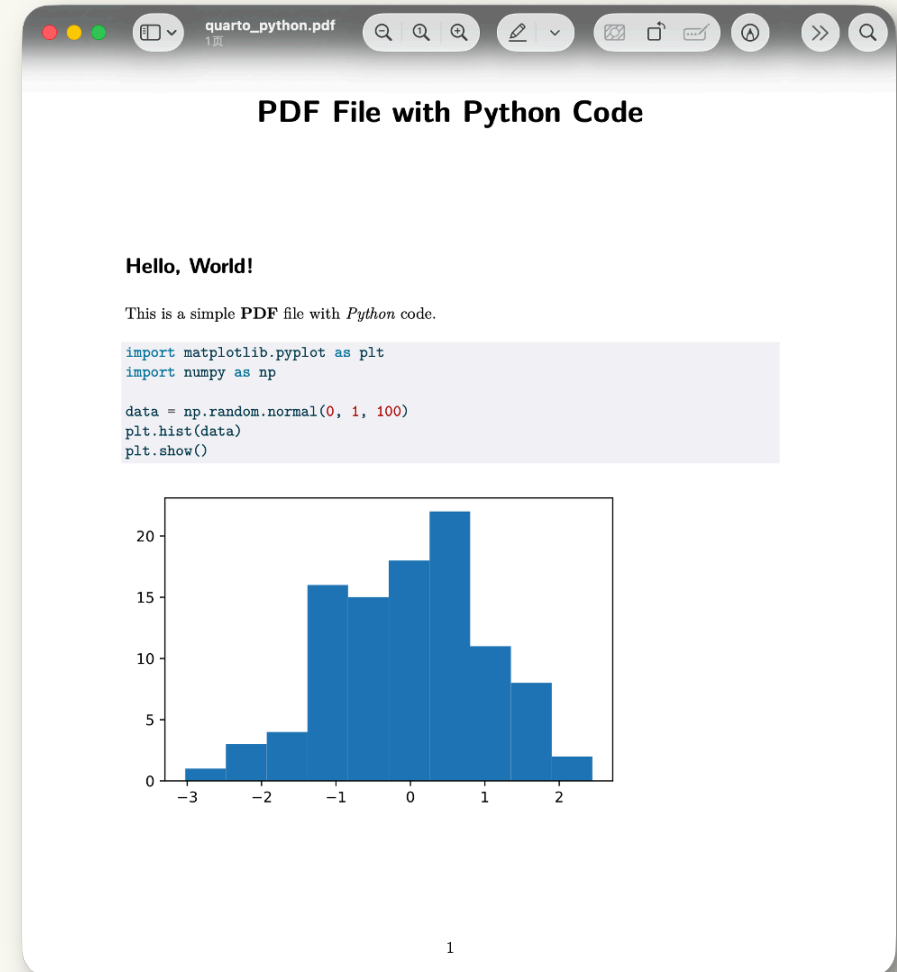 quarto_python.pdf
1页
PDF File with Python Code
Hello, World!
This is a simple PDF file with Python code.
import matplotlib.pyplot as plt
import numpy as np
data = np.random.normal(0, 1, 100)
plt.hist(data)
plt.show()
20
15
10
5
0
−3 −2 −1 0 1 2
1